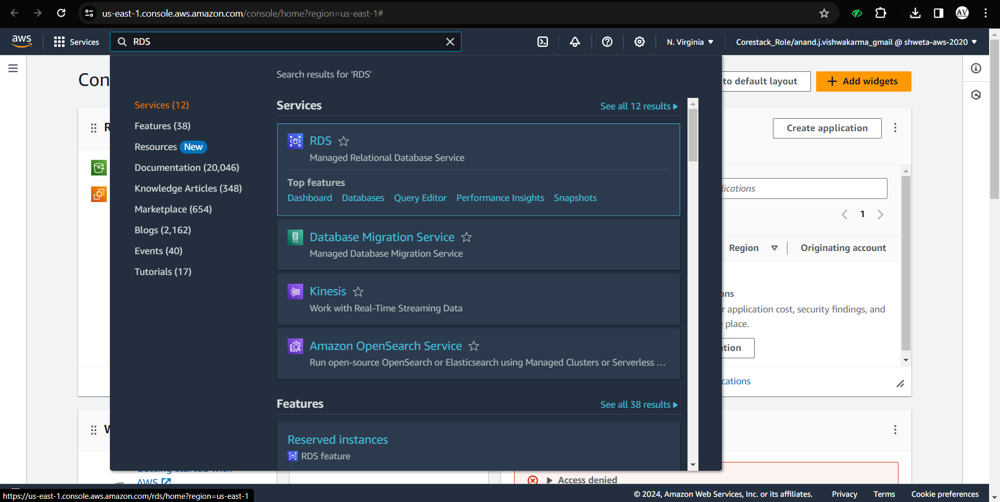 us-east-1.console.aws.amazon.com/console/home?region=us-east-1#
AV
aws
Services
RDS
N. Virginia
Corestack_Role/anand.j.vishwakarma_gmail @ shweta-aws-2020
Con
Search results for 'RDS'
to default layout
Add widgets
Services (12)
Features (38)
Resources New
Documentation (20,046)
Knowledge Articles (348)
Marketplace (654)
Blogs (2,162)
Events (40)
Tutorials (17)
Services
See all 12 results
RDS
Managed Relational Database Service
Top features
Dashboard Databases Query Editor Performance Insights Snapshots
Database Migration Service
Managed Database Migration Service
Kinesis
Work with Real-Time Streaming Data
Amazon OpenSearch Service
Run open-source OpenSearch or Elasticsearch using Managed Clusters or Serverless ...
Features
See all 38 results
Reserved instances
RDS feature
R
Create application
lications
1
Region
Originating account
ons
r application cost, security findings, and
place.
ation
cations
W
Getting started with
AWS
Access denied
https://us-east-1.console.aws.amazon.com/rds/home?region=us-east-1
© 2024, Amazon Web Services, Inc. or its affiliates.
Privacy
Terms
Cookie preferences